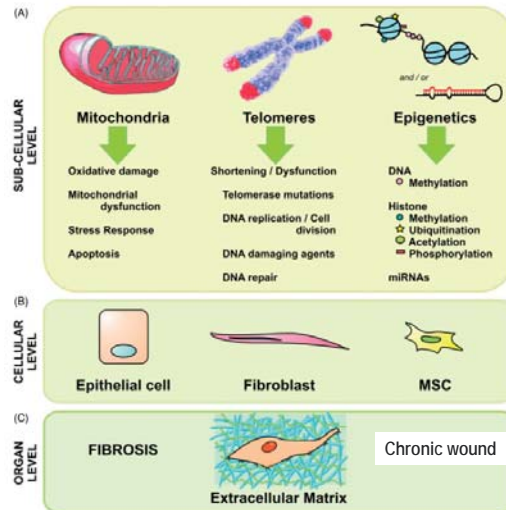 (A)
SUB-CELLULAR
LEVEL
and / or
Mitochondria
Telomeres
Epigenetics
Oxidative damage
Mitochondrial
dysfunction
Stress Response
Apoptosis
Shortening / Dysfunction
Telomerase mutations
DNA replication / Cell
division
DNA damaging agents
DNA repair
DNA
Methylation
Histone
Methylation
Ubiquitination
Acetylation
Phosphorylation
miRNAs
(B)
CELLULAR
LEVEL
Epithelial cell
Fibroblast
MSC
(C)
ORGAN
LEVEL
FIBROSIS
Extracellular Matrix
Chronic wound